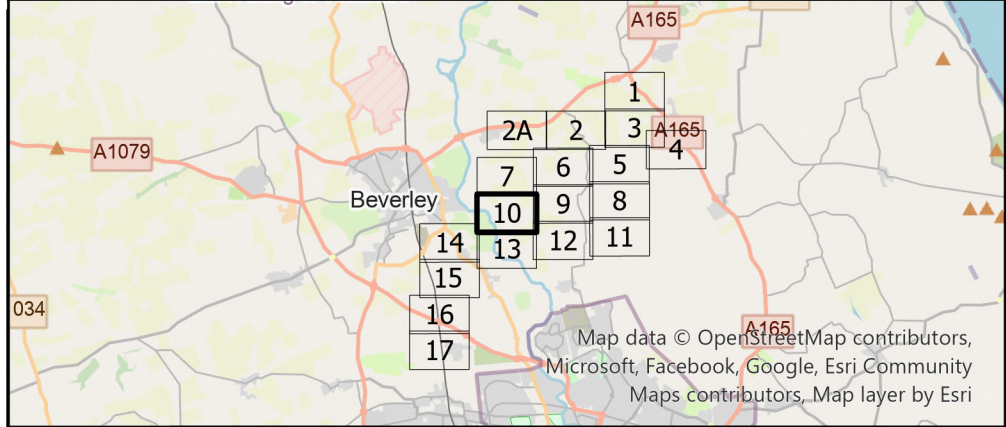 A165
1
2A
2
3
A165
4
A1079
7
6
5
Beverley
10
9
8
14
13
12
11
15
034
16
A165
17
Map data © OpenStreetMap contributors,
Microsoft, Facebook, Google, Esri Community
Maps contributors, Map layer by Esri